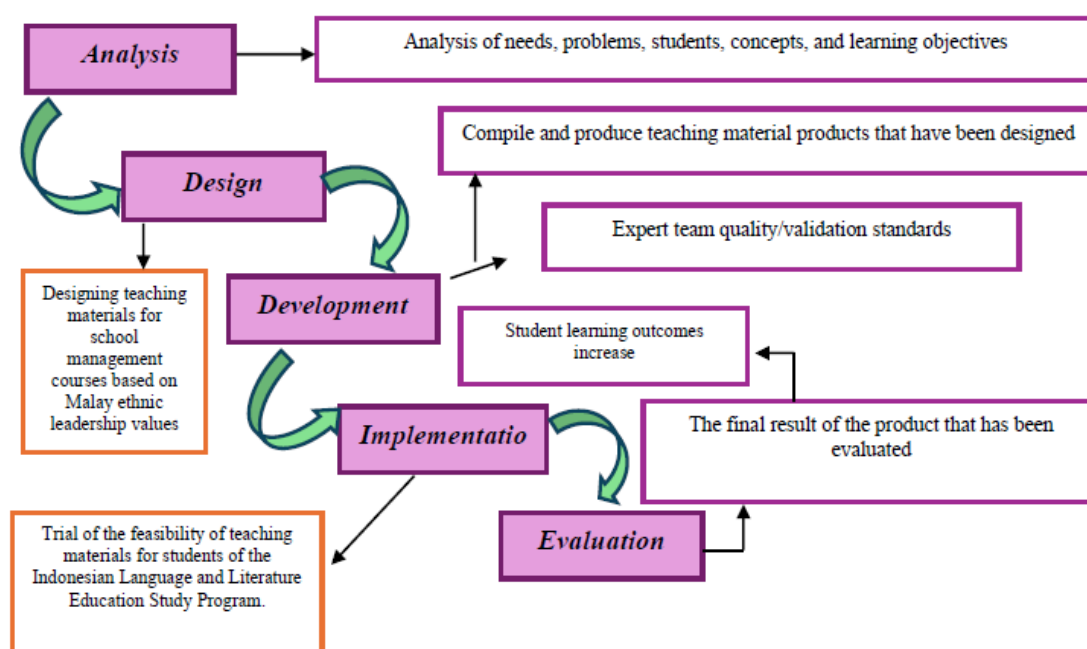 Analysis
Analysis of needs, problems, students, concepts, and learning objectives
Compile and produce teaching material products that have been designed
Design
Expert team quality/validation standards
Designing teaching
materials for
school
management
courses based on
Malay ethnic
leadership values
Development
Student learning outcomes
increase
Implementatio
The final result of the product that has been
evaluated
Trial of the feasibility of teaching
materials for students of the
Indonesian Language and Literature
Education Study Program.
Evaluation